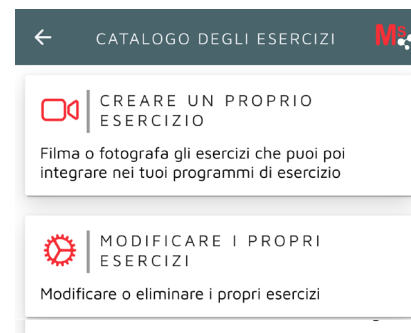 CATALOGO DEGLI ESERCIZI
Ms
CREARE UN PROPRIO
ESERCIZIO
Filma o fotografa gli esercizi che puoi poi
integrare nei tuoi programmi di esercizio
MODIFICARE I PROPRI
ESERCIZI
Modificare o eliminare i propri esercizi